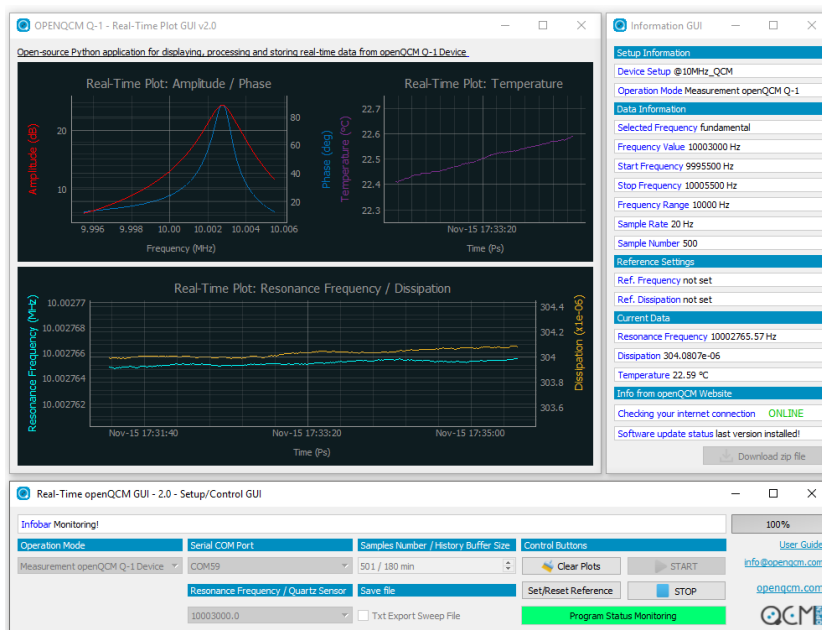 OPENQCM Q-1 - Real-Time Plot GUI v2.0
Open-source Python application for displaying, processing and storing real-time data from openQCM Q-1 Device
Real-Time Plot: Amplitude / Phase
Amplitude (dB)
20
10
80
60
40
20
Phase (deg)
9.996 9.998 10.00 10.002 10.004 10.006
Frequency (MHz)
Real-Time Plot: Temperature
Temperature (°C)
22.7
22.6
22.5
22.4
22.3
Nov-15 17:33:20
Time (Ps)
Real-Time Plot: Resonance Frequency / Dissipation
Resonance Frequency (MHz)
10.00277
10.002768
10.002766
10.002764
10.002762
304.4
304.2
304
303.8
303.6
Dissipation (x1e-06)
Nov-15 17:31:40 Nov-15 17:33:20 Nov-15 17:35:00
Time (Ps)
Information GUI
Setup Information
Device Setup @10MHz_QCM
Operation Mode Measurement openQCM Q-1
Data Information
Selected Frequency fundamental
Frequency Value 10003000 Hz
Start Frequency 9995500 Hz
Stop Frequency 10005500 Hz
Frequency Range 10000 Hz
Sample Rate 20 Hz
Sample Number 500
Reference Settings
Ref. Frequency not set
Ref. Dissipation not set
Current Data
Resonance Frequency 10002765.57 Hz
Dissipation 304.0807e-06
Temperature 22.59 °C
Info from openQCM Website
Checking your internet connection ONLINE
Software update status last version installed!
Download zip file
Real-Time openQCM GUI - 2.0 - Setup/Control GUI
Infobar Monitoring! 100%
Operation Mode Serial COM Port Samples Number / History Buffer Size Control Buttons User Guide
Measurement openQCM Q-1 Device COM59 501 / 180 min Clear Plots START info@openqcm.com
Resonance Frequency / Quartz Sensor Save file Set/Reset Reference STOP openqcm.com
10003000.0 Txt Export Sweep File Program Status Monitoring QCM OPEN